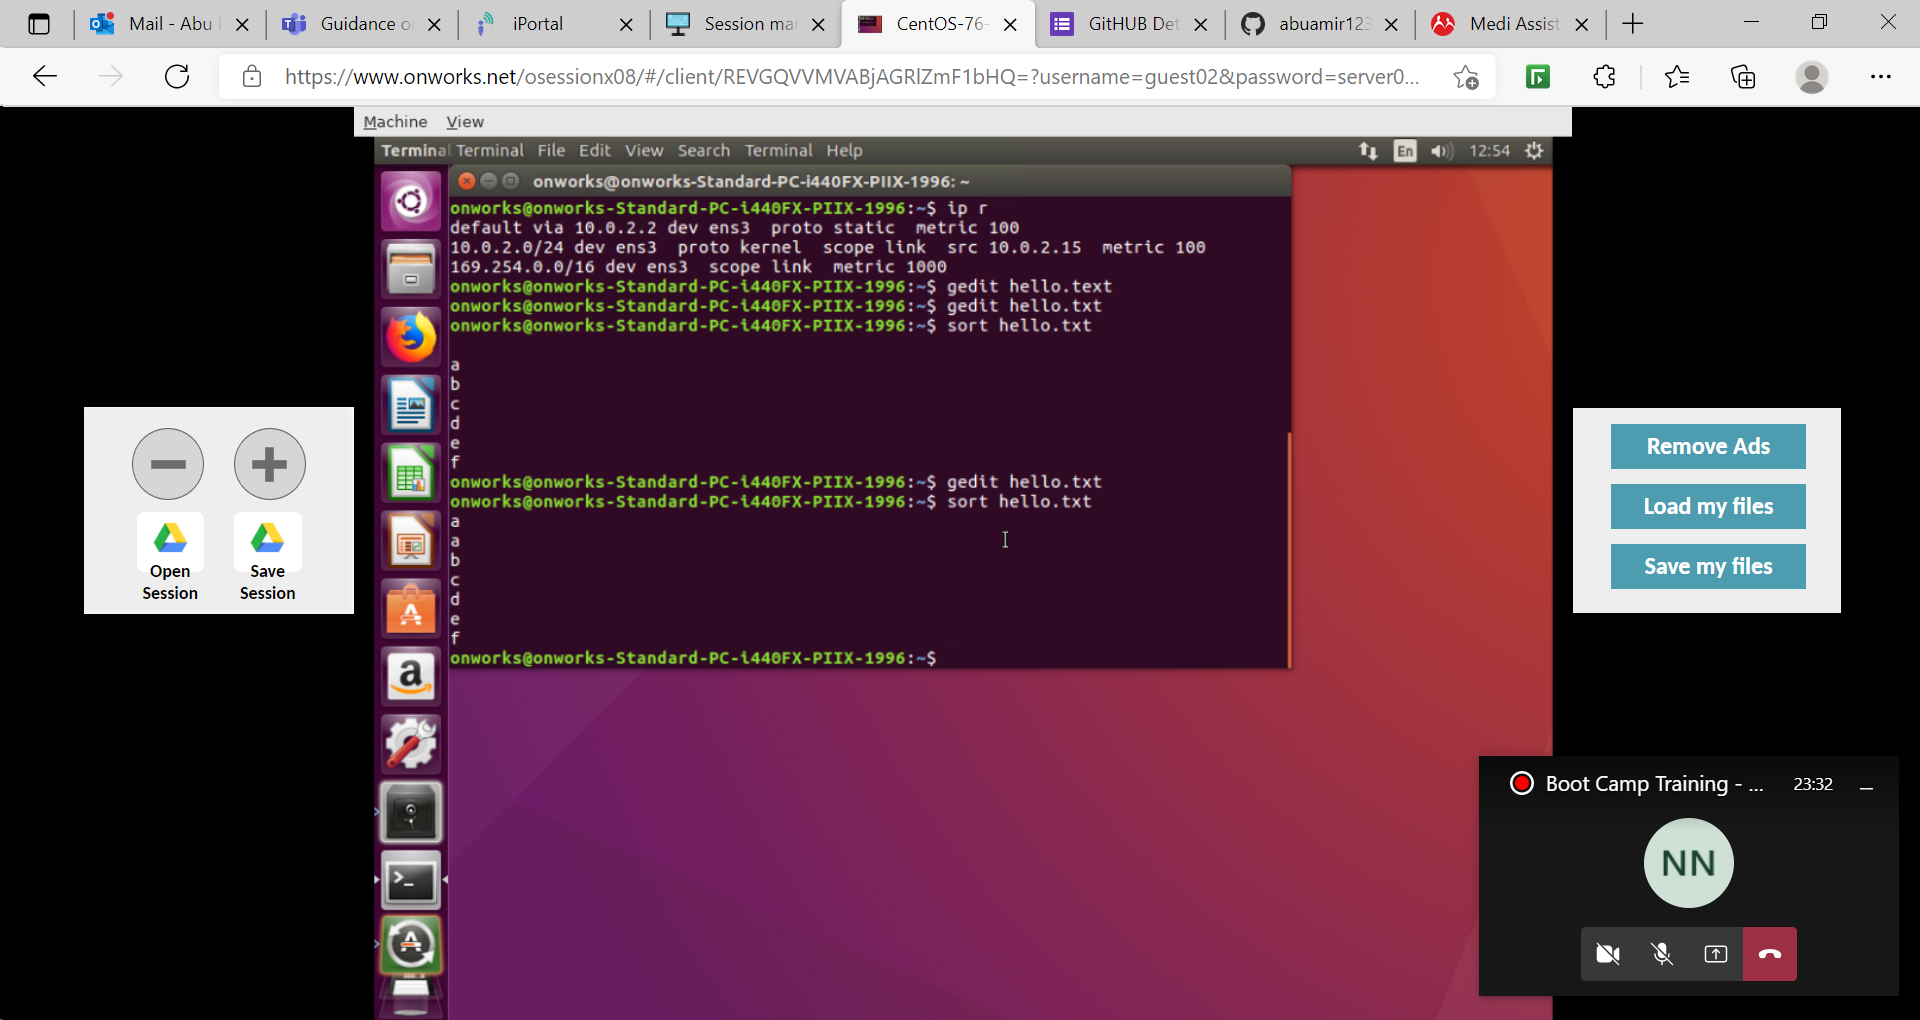 Mail - Abu
Guidance o
iPortal
Session ma
CentOS-76-
GitHUB Det
abuamir123
Medi Assist
https://www.onworks.net/osessionx08/#/client/REVGQVVMVABjAGRlZmF1bHQ=?username=guest02&password=server0...
Machine View
Terminal Terminal File Edit View Search Terminal Help
En 12:54
onworks@onworks-Standard-PC-i440FX-PIIX-1996: ~
onworks@onworks-Standard-PC-i440FX-PIIX-1996:~$ ip r
default via 10.0.2.2 dev ens3 proto static metric 100
10.0.2.0/24 dev ens3 proto kernel scope link src 10.0.2.15 metric 100
169.254.0.0/16 dev ens3 scope link metric 1000
onworks@onworks-Standard-PC-i440FX-PIIX-1996:~$ gedit hello.text
onworks@onworks-Standard-PC-i440FX-PIIX-1996:~$ gedit hello.txt
onworks@onworks-Standard-PC-i440FX-PIIX-1996:~$ sort hello.txt
a
b
c
d
e
f
onworks@onworks-Standard-PC-i440FX-PIIX-1996:~$ gedit hello.txt
onworks@onworks-Standard-PC-i440FX-PIIX-1996:~$ sort hello.txt
a
a
b
c
d
e
f
onworks@onworks-Standard-PC-i440FX-PIIX-1996:~$
Open Session
Save Session
Remove Ads
Load my files
Save my files
Boot Camp Training - ... 23:32
NN